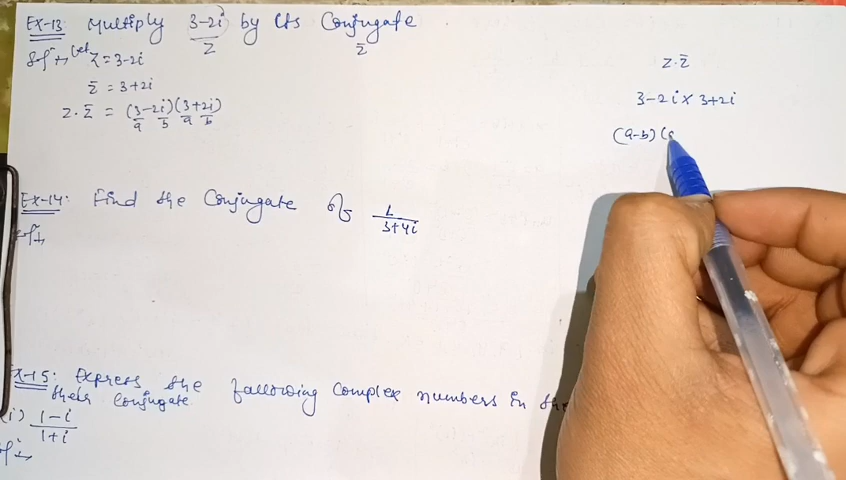 Ex-13 Multiply 3-2i by its Conjugate
z z̄
Sol. Let z = 3-2i
z̄ = 3+2i
z. z̄ = (3-2i)(3+2i)
a b a b
z. z̄
3-2i × 3+2i
(a-b)(a
Ex-14: Find the Conjugate of 1/3+4i
Ex-15: Express the following complex numbers in the
their conjugate
(i) 1-i/1+i